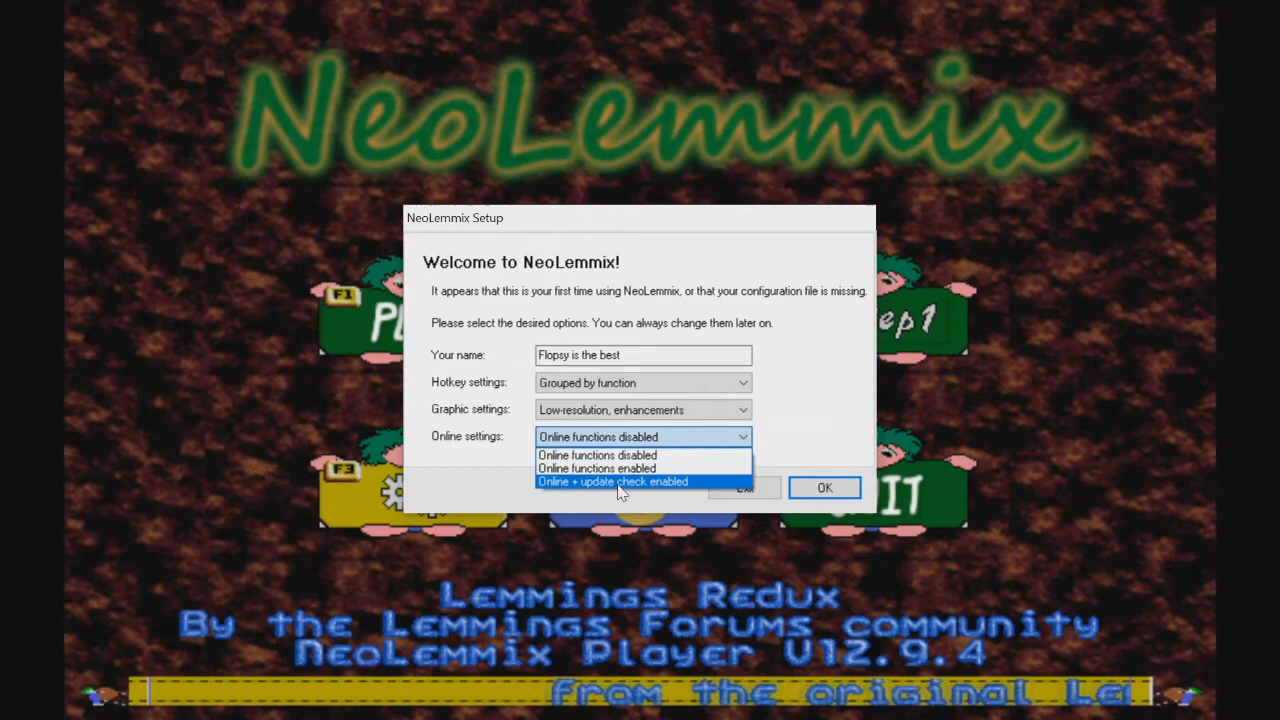 NeoLemmix
NeoLemmix Setup
Welcome to NeoLemmix!
It appears that this is your first time using NeoLemmix, or that your configuration file is missing.
Please select the desired options. You can always change them later on.
Your name: Flopsy is the best
Hotkey settings: Grouped by function
Graphic settings: Low-resolution, enhancements
Online settings: Online functions disabled
Online functions disabled
Online functions enabled
Online + update check enabled
OK
F1
F3
Lemmings Redux
By the Lemmings Forums community
NeoLemmix Player V12.9.4
from the original